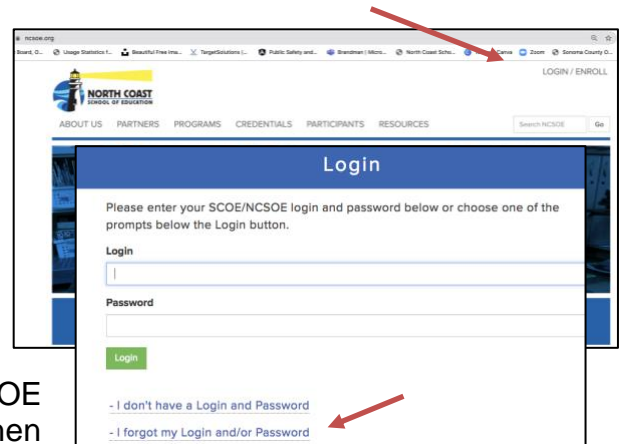 ncsoe.org
Board, O... Usage Statistics f... Beautiful Free Ima... TargetSolutions |... Public Safety and... Brandman | Micro... North Coast Scho... Canva Zoom Sonoma County O...
LOGIN / ENROLL
NORTH COAST
SCHOOL OF EDUCATION
ABOUT US PARTNERS PROGRAMS CREDENTIALS PARTICIPANTS RESOURCES Search NCSOE Go
Login
Please enter your SCOE/NCSOE login and password below or choose one of the
prompts below the Login button.
Login
Password
Login
- I don't have a Login and Password
OE
- I forgot my Login and/or Password
nen